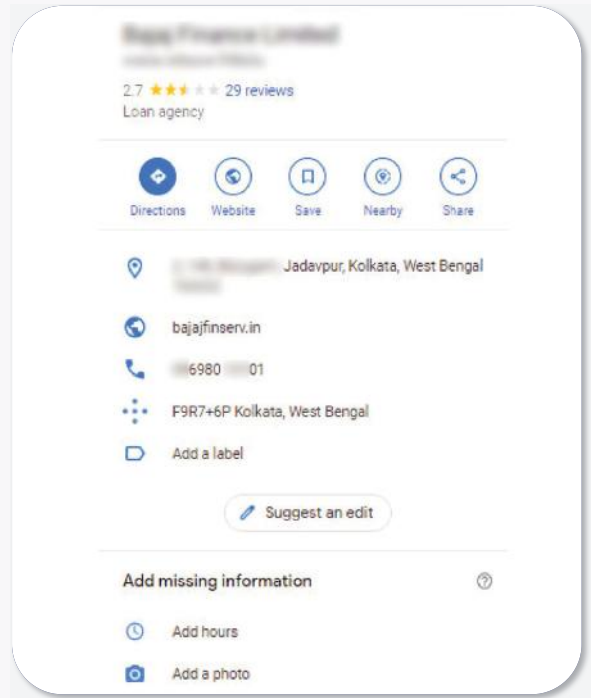 2.7 29 reviews
Loan agency
Directions Website Save Nearby Share
Jadavpur, Kolkata, West Bengal
bajajfinserv.in
6980 01
F9R7+6P Kolkata, West Bengal
Add a label
Suggest an edit
Add missing information
Add hours
Add a photo